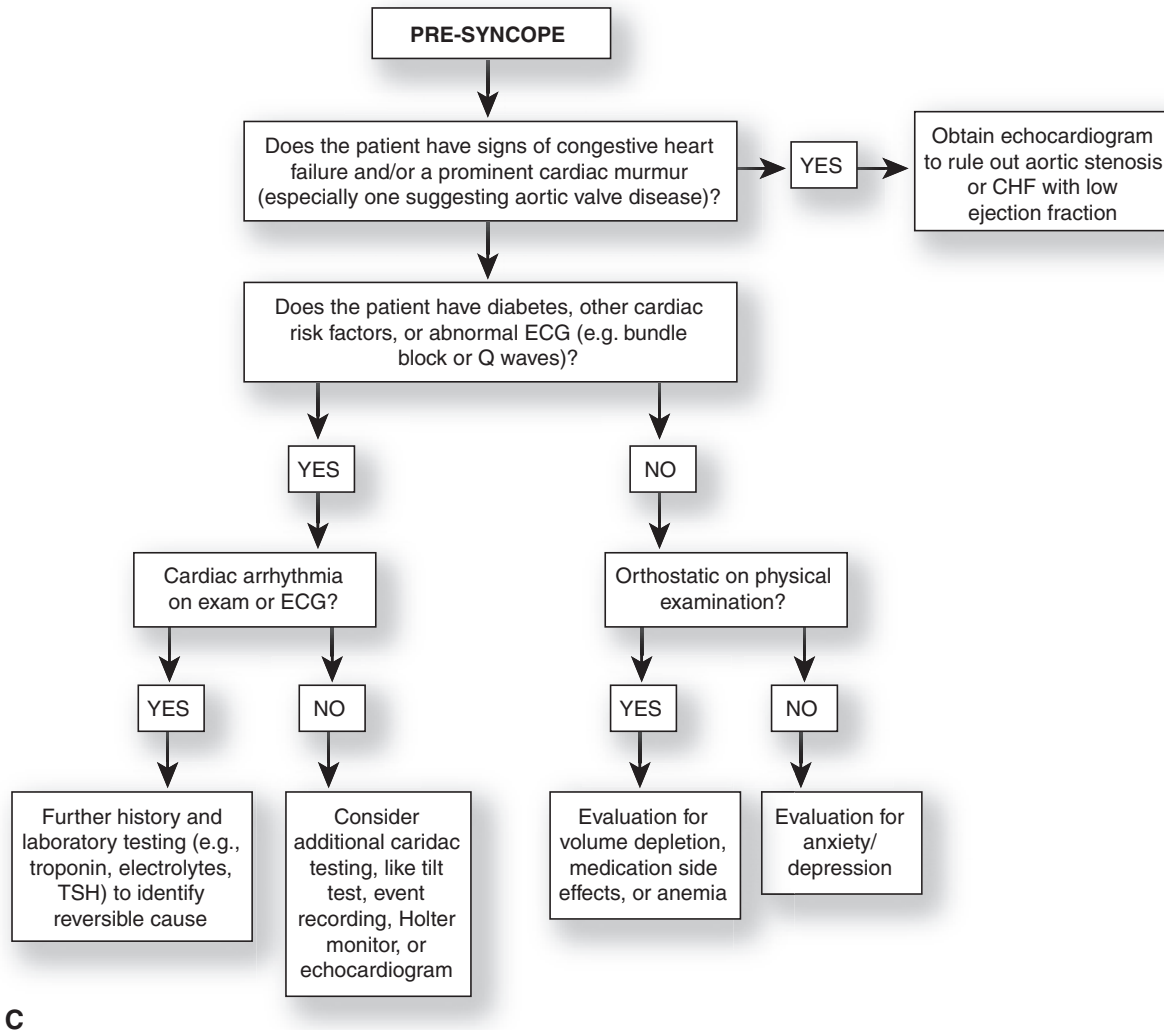 PRE-SYNCOPE
Does the patient have signs of congestive heart
failure and/or a prominent cardiac murmur
(especially one suggesting aortic valve disease)?
YES
Obtain echocardiogram
to rule out aortic stenosis
or CHF with low
ejection fraction
Does the patient have diabetes, other cardiac
risk factors, or abnormal ECG (e.g. bundle
block or Q waves)?
YES
NO
Cardiac arrhythmia
on exam or ECG?
Orthostatic on physical
examination?
YES
NO
YES
NO
Further history and
laboratory testing (e.g.,
troponin, electrolytes,
TSH) to identify
reversible cause
Consider
additional caridac
testing, like tilt
test, event
recording, Holter
monitor, or
echocardiogram
Evaluation for
volume depletion,
medication side
effects, or anemia
Evaluation for
anxiety/
depression
C